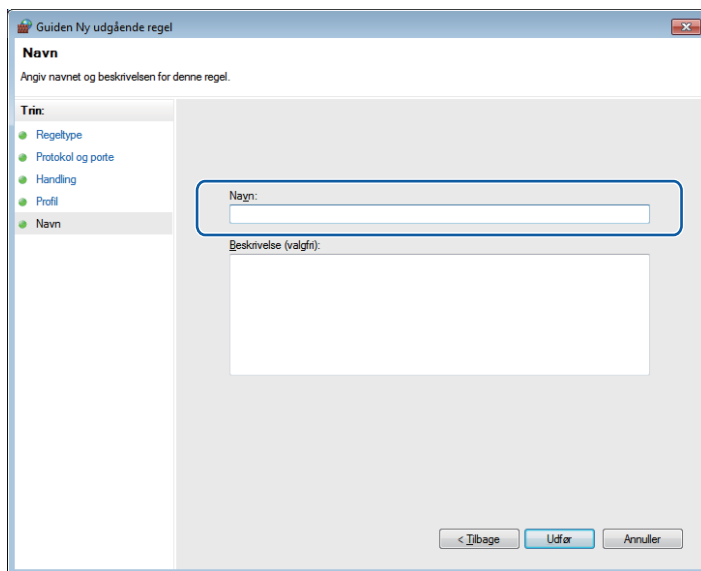 Guiden Ny udgående regel
Navn
Angiv navnet og beskrivelsen for denne regel.
Trin:
Regeltype
Protokol og porte
Handling
Profil
Navn
Navn:
Beskrivelse (valgfri):
< Tilbage
Udfør
Annuller